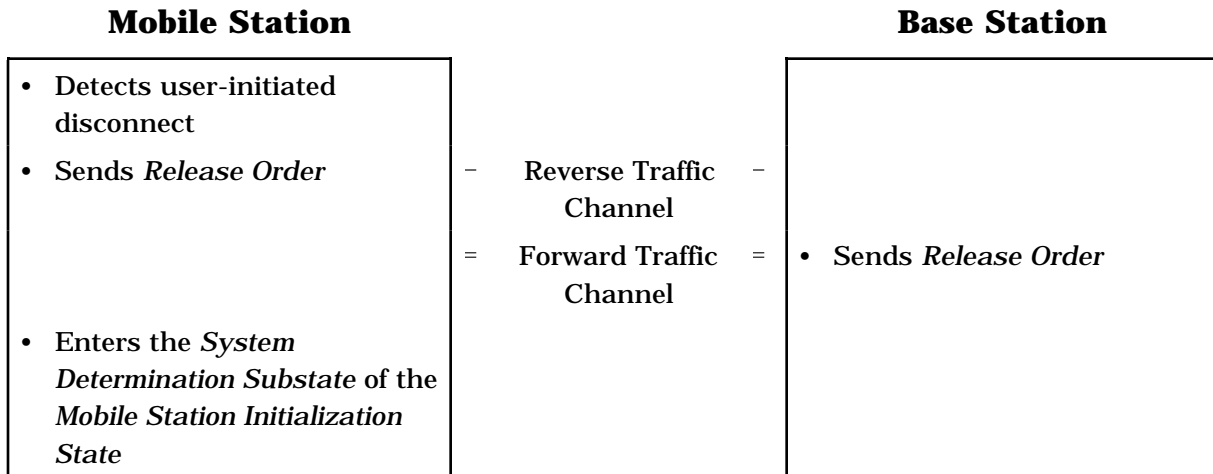 Mobile Station Base Station
• Detects user-initiated
disconnect
• Sends Release Order – Reverse Traffic –
Channel
= Forward Traffic = • Sends Release Order
Channel
• Enters the System
Determination Substate of the
Mobile Station Initialization
State